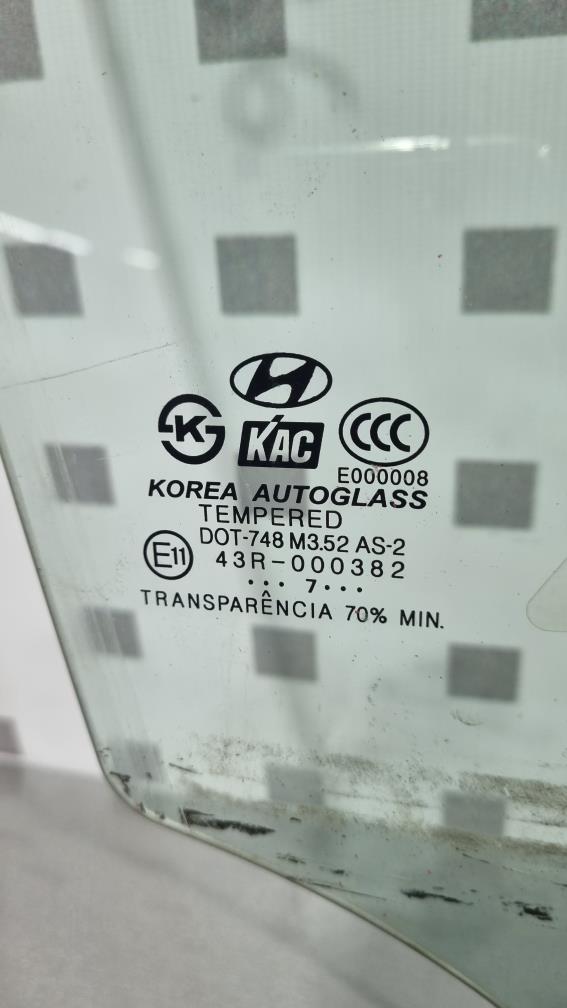 K
KAC
CCC
E000008
KOREA AUTOGLASS
TEMPERED
DOT-748 M3.52 AS-2
E11
43R-000382
••• 7•••
TRANSPARÊNCIA 70% MIN.